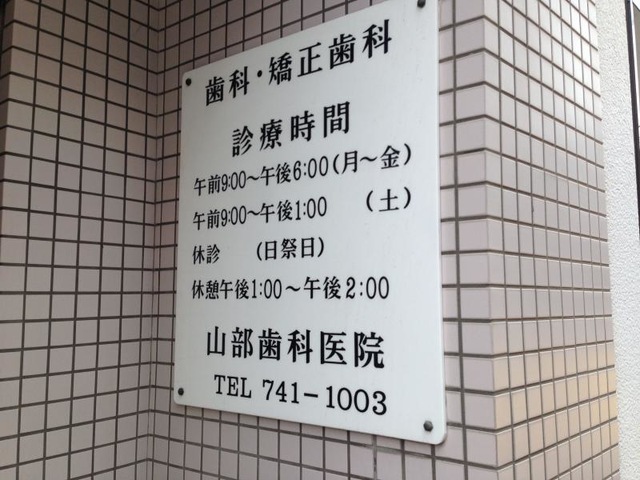 歯科・矯正歯科
診療時間
午前9:00～午後6:00(月～金)
午前9:00～午後1:00 (土)
休診 (日祭日)
休憩午後1:00～午後2:00
山部歯科医院
TEL 741-1003